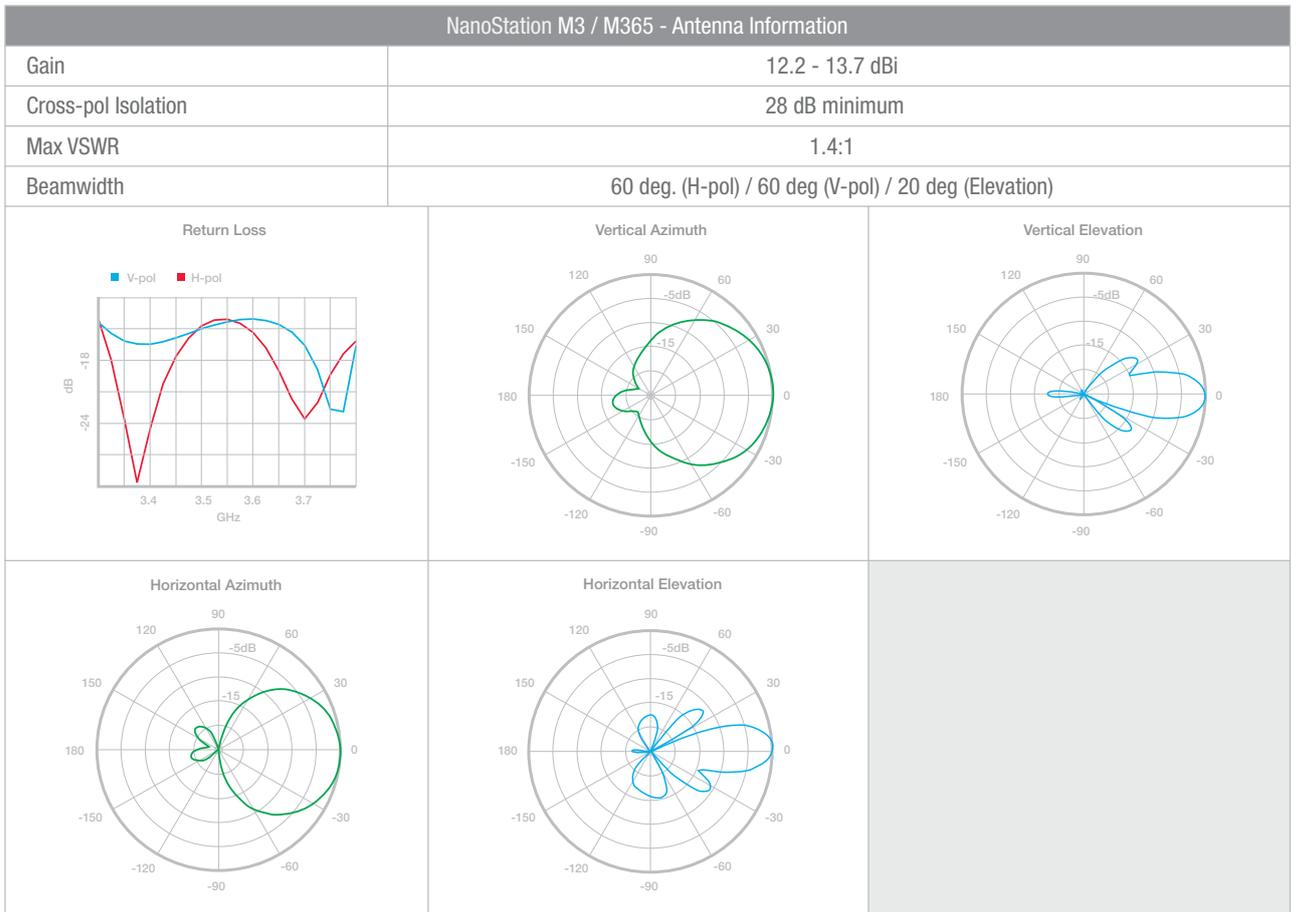 NanoStation M3 / M365 - Antenna Information
Gain 12.2 - 13.7 dBi
Cross-pol Isolation 28 dB minimum
Max VSWR 1.4:1
Beamwidth 60 deg. (H-pol) / 60 deg (V-pol) / 20 deg (Elevation)
Return Loss
V-pol H-pol
-18
dB
-24
3.4 3.5 3.6 3.7
GHz
Vertical Azimuth
90
120 60
-5dB
150 30
-15
180 0
-150 -30
-120 -60
-90
Vertical Elevation
90
120 60
-5dB
150 30
-15
180 0
-150 -30
-120 -60
-90
Horizontal Azimuth
90
120 60
-5dB
150 30
-15
180 0
-150 -30
-120 -60
-90
Horizontal Elevation
90
120 60
-5dB
150 30
-15
180 0
-150 -30
-120 -60
-90